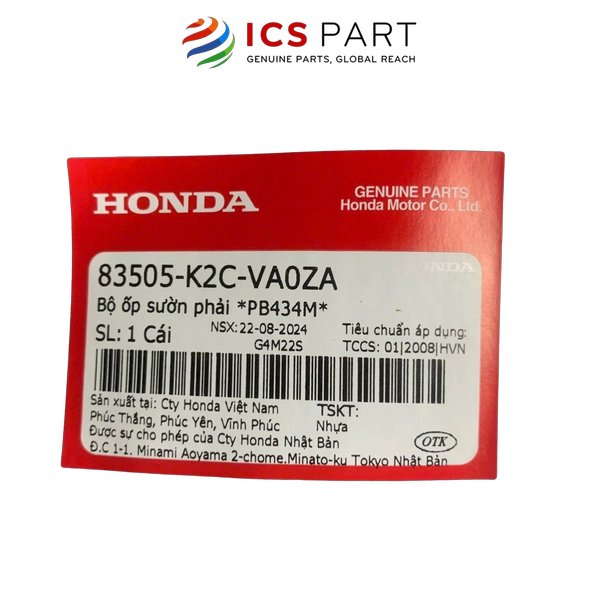 ICS PART
GENUINE PARTS, GLOBAL REACH
HONDA
GENUINE PARTS
Honda Motor Co., Ltd.
HONDA
83505-K2C-VA0ZA
Bộ ốp sườn phải *PB434M*
SL: 1 Cái
NSX: 22-08-2024
G4M22S
Tiêu chuẩn áp dụng:
TCCS: 01|2008|HVN
Sản xuất tại: Cty Honda Việt Nam
Phúc Thắng, Phúc Yên, Vĩnh Phúc
TSKT:
Nhựa
Được sự cho phép của Cty Honda Nhật Bản
Đ.C 1-1. Minami Aoyama 2-chome.Minato-ku Tokyo Nhật Bản
OTK